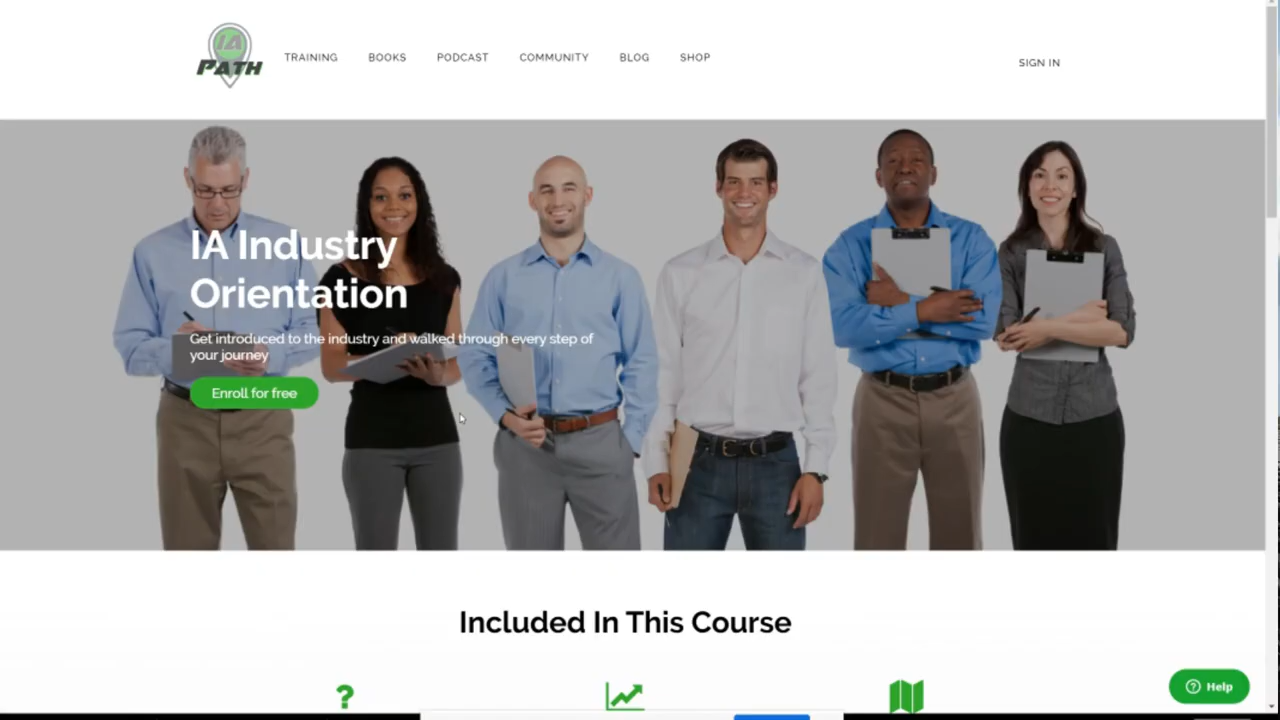 IA
PATH
TRAINING
BOOKS
PODCAST
COMMUNITY
BLOG
SHOP
SIGN IN
IA Industry
Orientation
Get introduced to the industry and walked through every step of
your journey
Enroll for free
Included In This Course
?
? Help